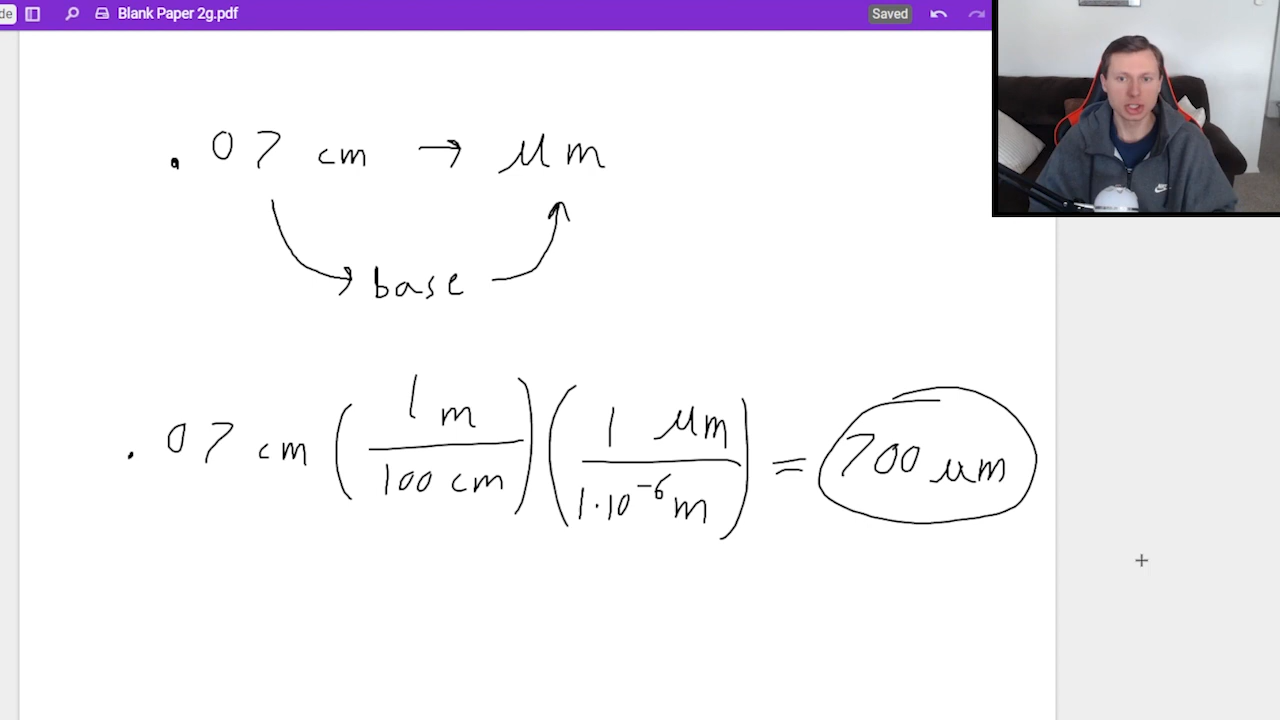 de Blank Paper 2g.pdf Saved
.07 cm → μm
base
.07 cm (1 m / 100 cm) (1 μm / 1·10⁻⁶ m) = 700 μm